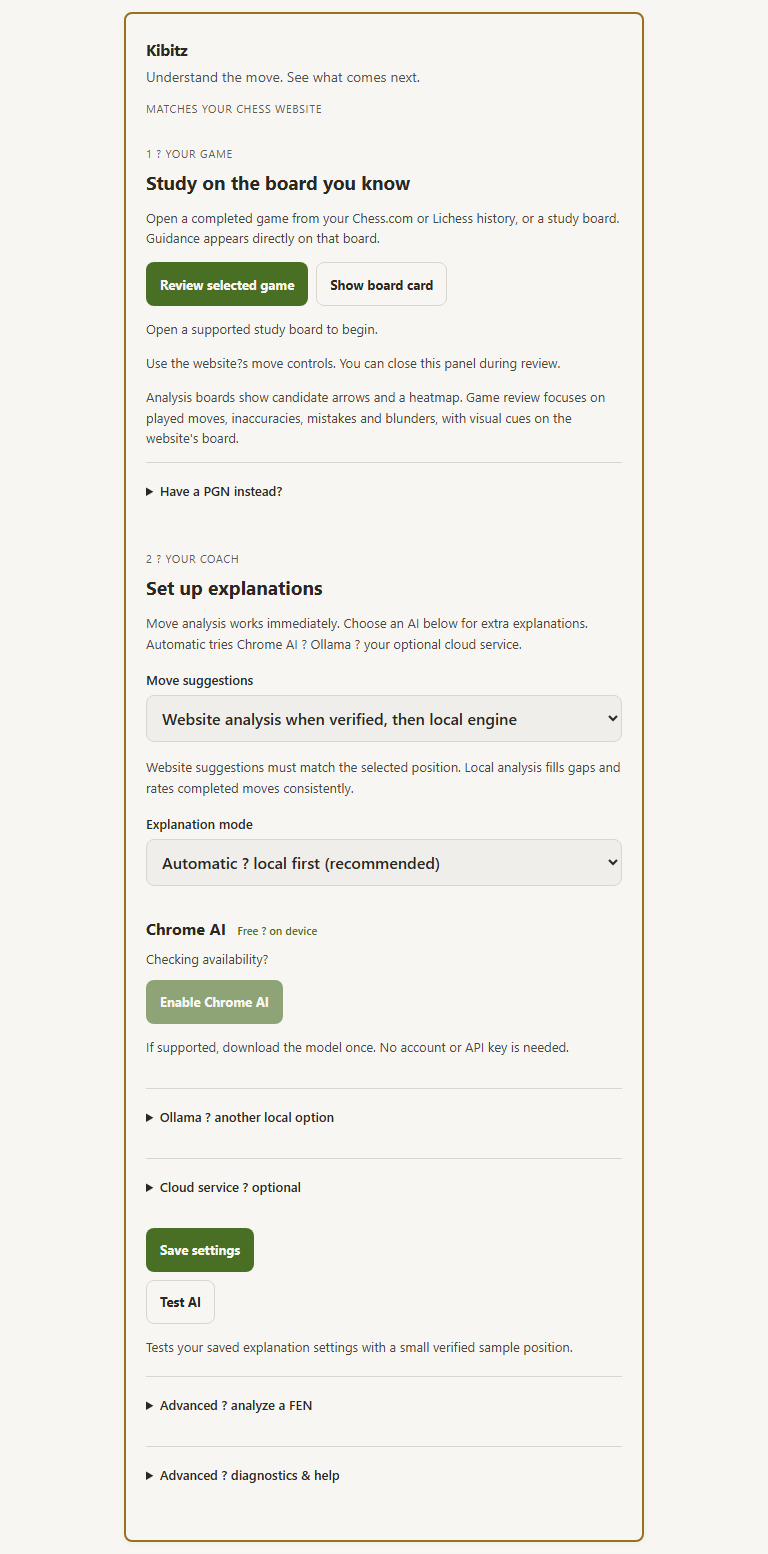 Kibitz
Understand the move. See what comes next.
MATCHES YOUR CHESS WEBSITE
1 ? YOUR GAME
Study on the board you know
Open a completed game from your Chess.com or Lichess history, or a study board.
Guidance appears directly on that board.
Review selected game
Show board card
Open a supported study board to begin.
Use the website?s move controls. You can close this panel during review.
Analysis boards show candidate arrows and a heatmap. Game review focuses on
played moves, inaccuracies, mistakes and blunders, with visual cues on the
website's board.
Have a PGN instead?
2 ? YOUR COACH
Set up explanations
Move analysis works immediately. Choose an AI below for extra explanations.
Automatic tries Chrome AI ? Ollama ? your optional cloud service.
Move suggestions
Website analysis when verified, then local engine
Website suggestions must match the selected position. Local analysis fills gaps and
rates completed moves consistently.
Explanation mode
Automatic ? local first (recommended)
Chrome AI Free ? on device
Checking availability?
Enable Chrome AI
If supported, download the model once. No account or API key is needed.
Ollama ? another local option
Cloud service ? optional
Save settings
Test AI
Tests your saved explanation settings with a small verified sample position.
Advanced ? analyze a FEN
Advanced ? diagnostics & help